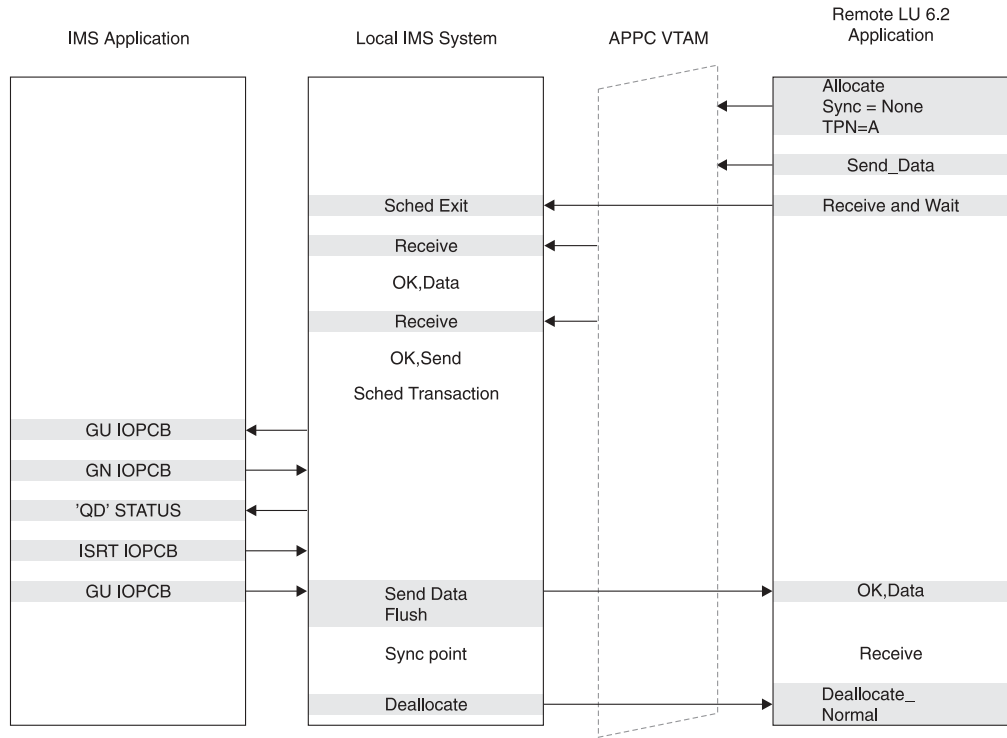 Remote LU 6.2
IMS Application
Local IMS System
APPC VTAM
Application
Allocate
Sync = None
TPN=A
Send_Data
Sched Exit
Receive and Wait
Receive
OK,Data
Receive
OK,Send
Sched Transaction
GU IOPCB
GN IOPCB
'QD' STATUS
ISRT IOPCB
GU IOPCB
Send Data
Flush
OK,Data
Sync point
Receive
Deallocate
Deallocate_
Normal